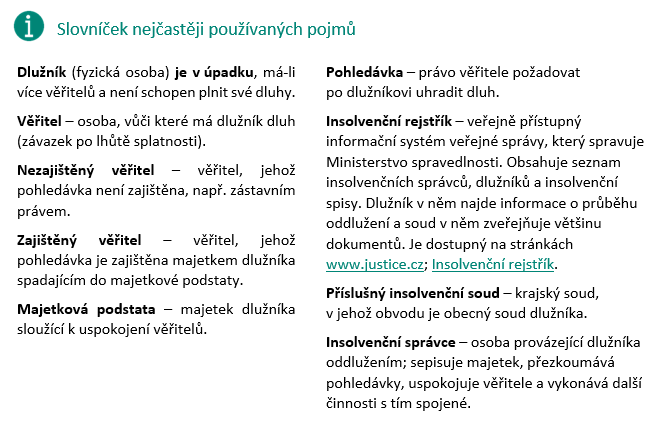 Slovníček nejčastěji používaných pojmů
Dlužník (fyzická osoba) je v úpadku, má-li
více věřitelů a není schopen plnit své dluhy.
Věřitel – osoba, vůči které má dlužník dluh
(závazek po lhůtě splatnosti).
Nezajištěný věřitel – věřitel, jehož
pohledávka není zajištěna, např. zástavním
právem.
Zajištěný věřitel – věřitel, jehož
pohledávka je zajištěna majetkem dlužníka
spadajícím do majetkové podstaty.
Majetková podstata – majetek dlužníka
sloužící k uspokojení věřitelů.
Pohledávka – právo věřitele požadovat
po dlužníkovi uhradit dluh.
Insolvenční rejstřík – veřejně přístupný
informační systém veřejné správy, který spravuje
Ministerstvo spravedlnosti. Obsahuje seznam
insolvenčních správců, dlužníků a insolvenční
spisy. Dlužník v něm najde informace o průběhu
oddlužení a soud v něm zveřejňuje většinu
dokumentů. Je dostupný na stránkách
www.justice.cz; Insolvenční rejstřík.
Příslušný insolvenční soud – krajský soud,
v jehož obvodu je obecný soud dlužníka.
Insolvenční správce – osoba provázející dlužníka
oddlužením; sepisuje majetek, přezkoumává
pohledávky, uspokojuje věřitele a vykonává další
činnosti s tím spojené.